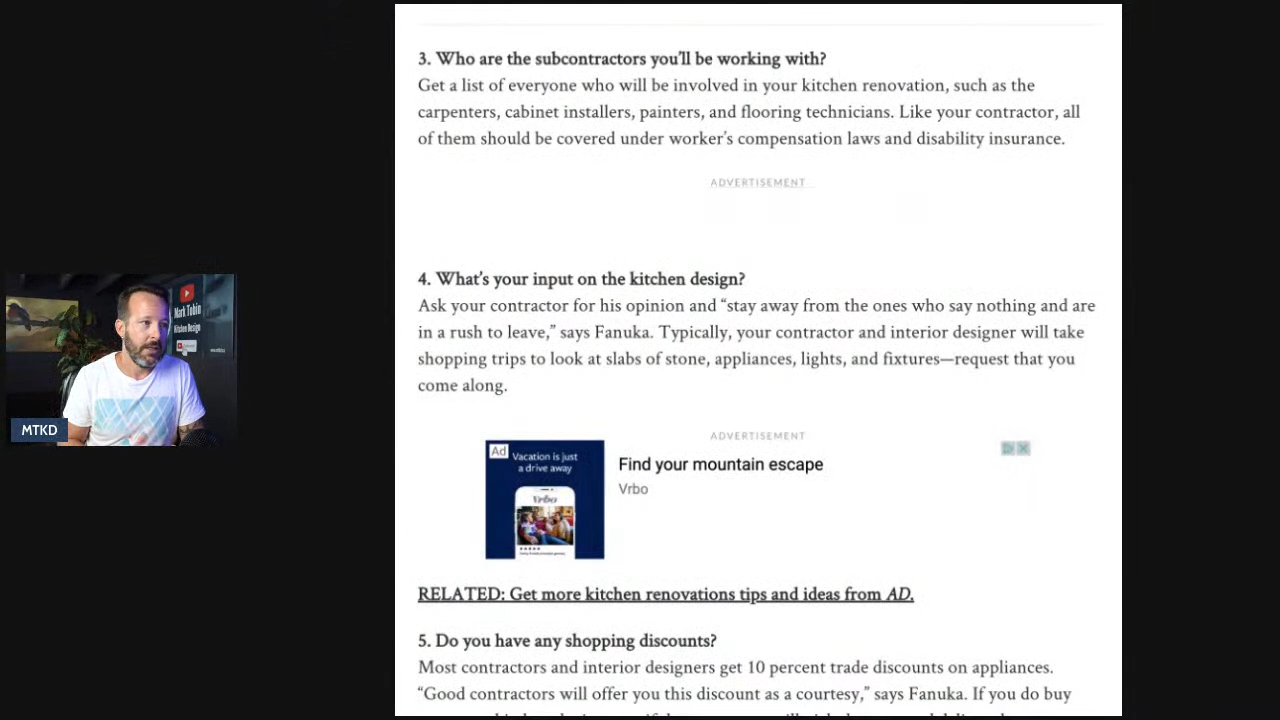 3. Who are the subcontractors you'll be working with?
Get a list of everyone who will be involved in your kitchen renovation, such as the
carpenters, cabinet installers, painters, and flooring technicians. Like your contractor, all
of them should be covered under worker's compensation laws and disability insurance.
ADVERTISEMENT
4. What's your input on the kitchen design?
Ask your contractor for his opinion and “stay away from the ones who say nothing and are
in a rush to leave,” says Fanuka. Typically, your contractor and interior designer will take
shopping trips to look at slabs of stone, appliances, lights, and fixtures—request that you
come along.
Mark Tobin
Kitchen Design
MTKD
ADVERTISEMENT
Ad
Vacation is just
a drive away
Vrbo
Find your mountain escape
Vrbo
RELATED: Get more kitchen renovations tips and ideas from AD.
5. Do you have any shopping discounts?
Most contractors and interior designers get 10 percent trade discounts on appliances.
“Good contractors will offer you this discount as a courtesy,” says Fanuka. If you do buy